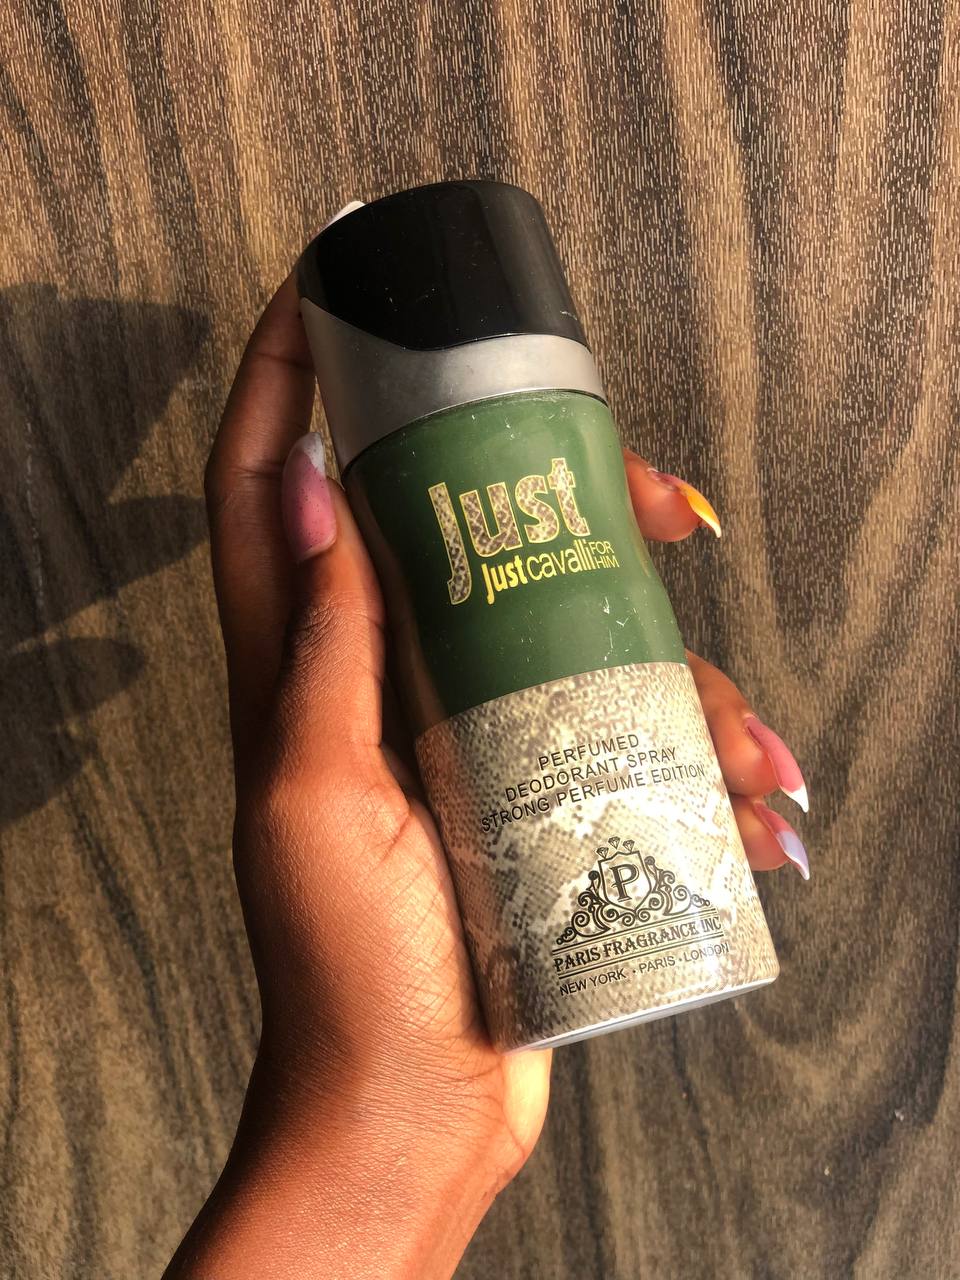 Just
Just cavalli FOR HIM
PERFUMED
DEODORANT SPRAY
STRONG PERFUME EDITION
P
PARIS FRAGRANCE INC
NEW YORK • PARIS • LONDON